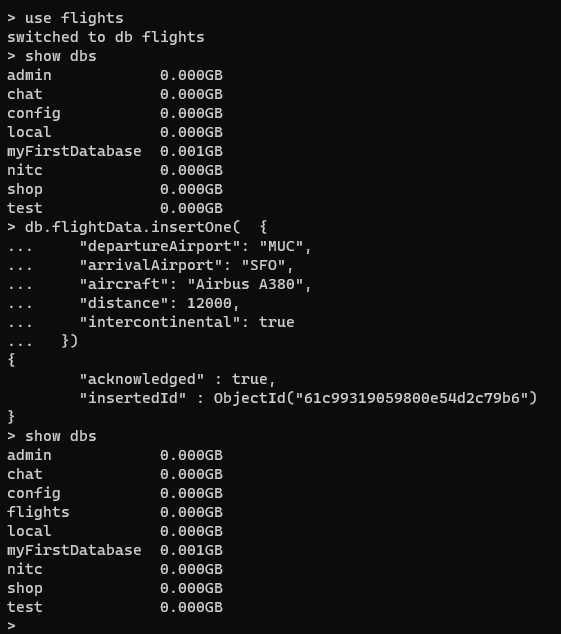 > use flights
switched to db flights
> show dbs
admin            0.000GB
chat             0.000GB
config           0.000GB
local            0.000GB
myFirstDatabase  0.001GB
nitc             0.000GB
shop             0.000GB
test             0.000GB
> db.flightData.insertOne(  {
...     "departureAirport": "MUC",
...     "arrivalAirport": "SFO",
...     "aircraft": "Airbus A380",
...     "distance": 12000,
...     "intercontinental": true
...   })
{
        "acknowledged" : true,
        "insertedId" : ObjectId("61c99319059800e54d2c79b6")
}
> show dbs
admin            0.000GB
chat             0.000GB
config           0.000GB
flights          0.000GB
local            0.000GB
myFirstDatabase  0.001GB
nitc             0.000GB
shop             0.000GB
test             0.000GB
>